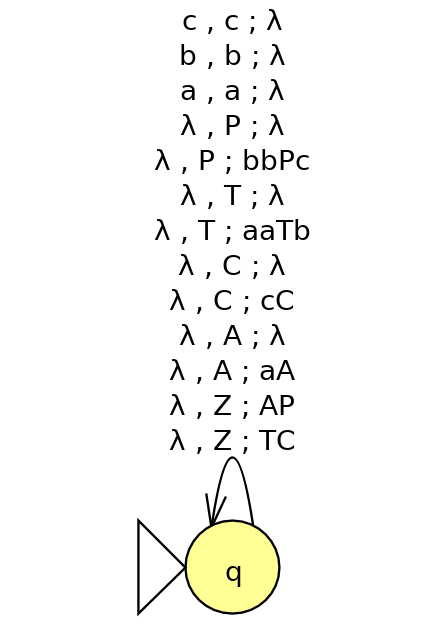 c , c ; λ
b , b ; λ
a , a ; λ
λ , P ; λ
λ , P ; bbPc
λ , T ; λ
λ , T ; aaTb
λ , C ; λ
λ , C ; cC
λ , A ; λ
λ , A ; aA
λ , Z ; AP
λ , Z ; TC
q